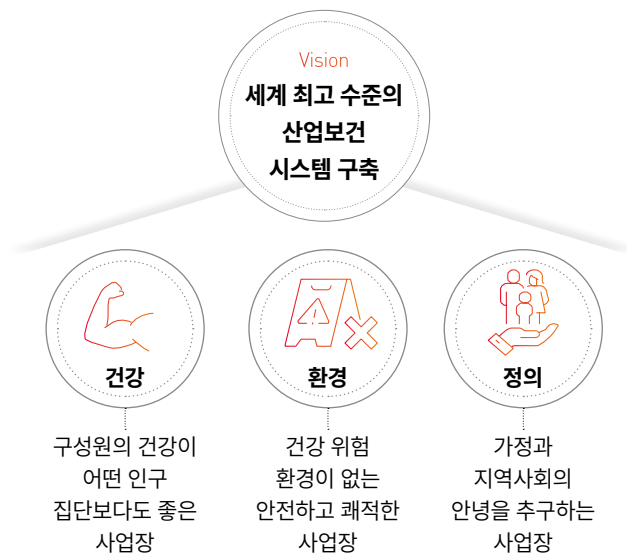 Vision
세계 최고 수준의
산업보건
시스템 구축
건강
구성원의 건강이
어떤 인구
집단보다도 좋은
사업장
환경
건강 위험
환경이 없는
안전하고 쾌적한
사업장
정의
가정과
지역사회의
안녕을 추구하는
사업장